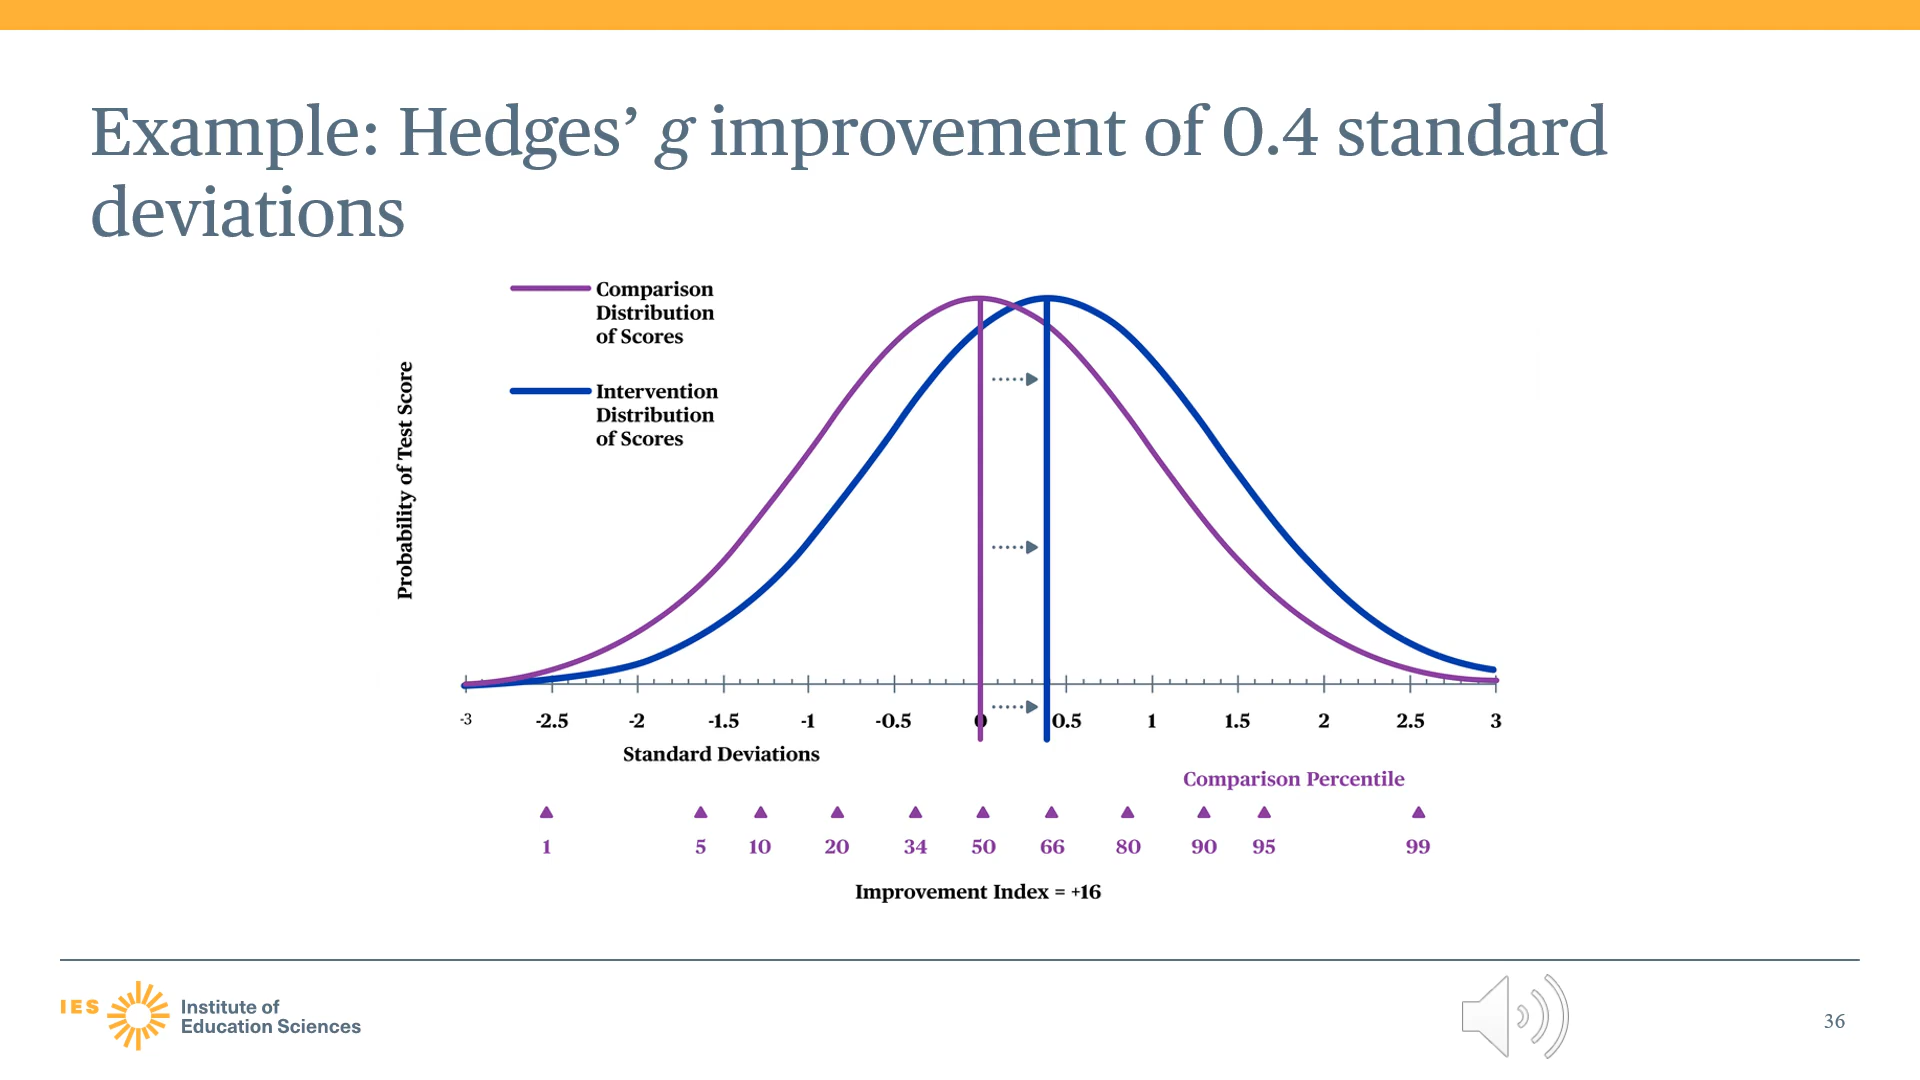 Example: Hedges’ g improvement of 0.4 standard
deviations
Comparison
Distribution
of Scores
Intervention
Distribution
of Scores
Probability of Test Score
-3 -2.5 -2 -1.5 -1 -0.5 0 0.5 1 1.5 2 2.5 3
Standard Deviations
Comparison Percentile
1 5 10 20 34 50 66 80 90 95 99
Improvement Index = +16
IES Institute of
Education Sciences
36